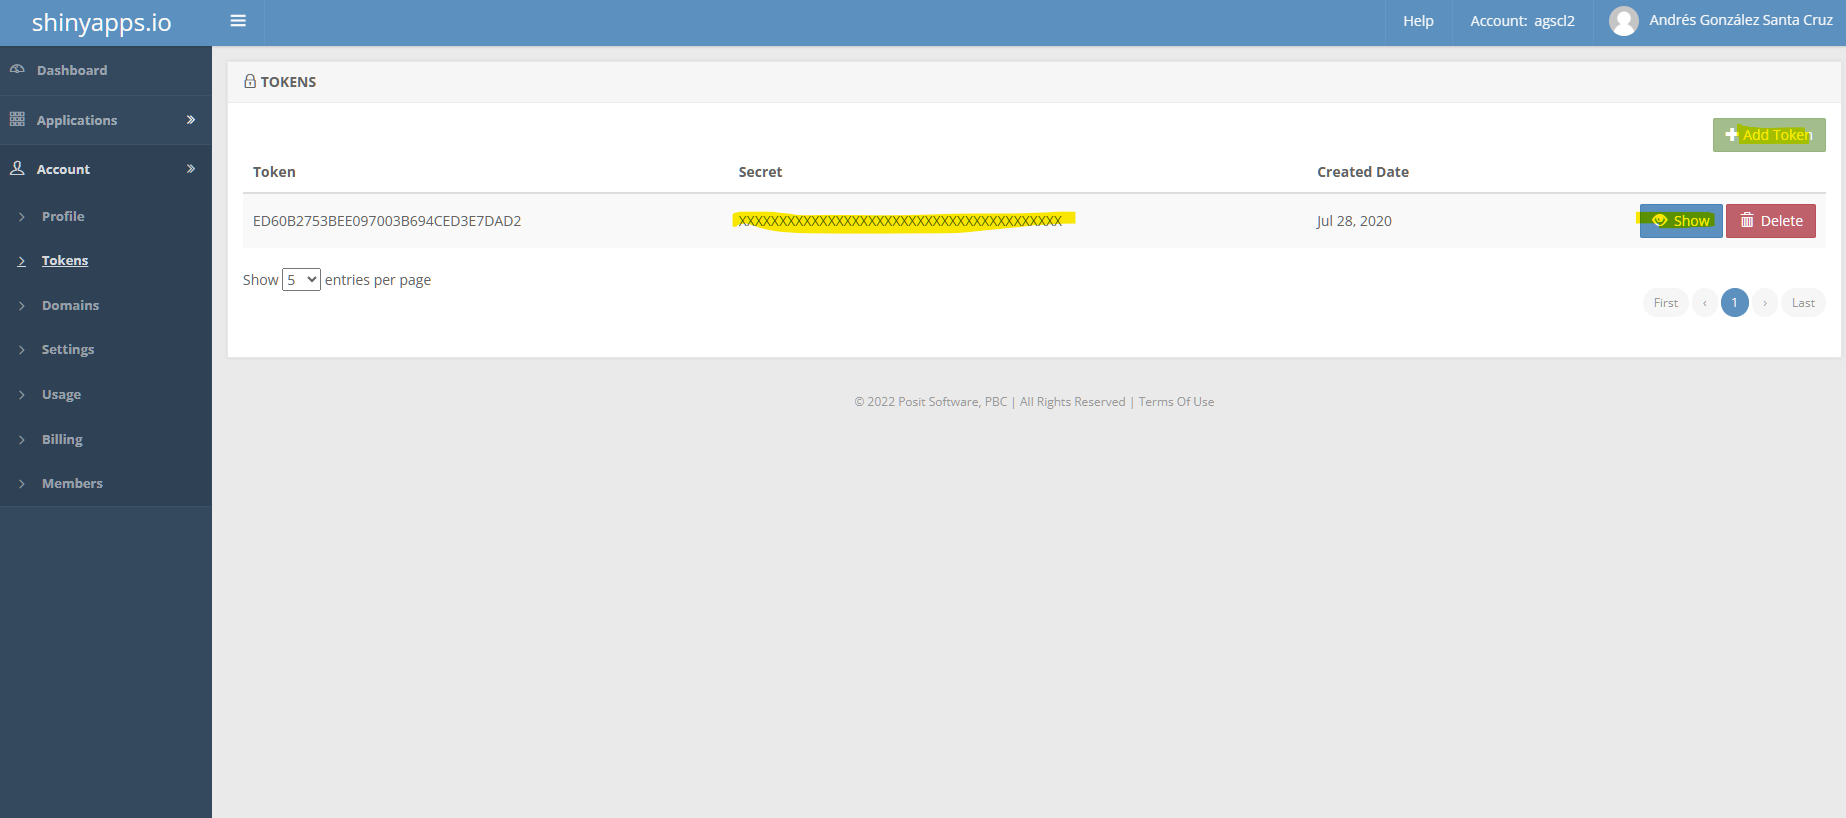 shinyapps.io
Help
Account: agscl2
Andrés González Santa Cruz
Dashboard
Applications
Account
Profile
Tokens
Domains
Settings
Usage
Billing
Members
TOKENS
Add Token
Token Secret Created Date
ED60B2753BEE097003B694CED3E7DAD2 XXXXXXXXXXXXXXXXXXXXXXXXXXXXXXXXXXXXXXXX Jul 28, 2020 Show Delete
Show 5 entries per page
First ‹ 1 › Last
© 2022 Posit Software, PBC | All Rights Reserved | Terms Of Use